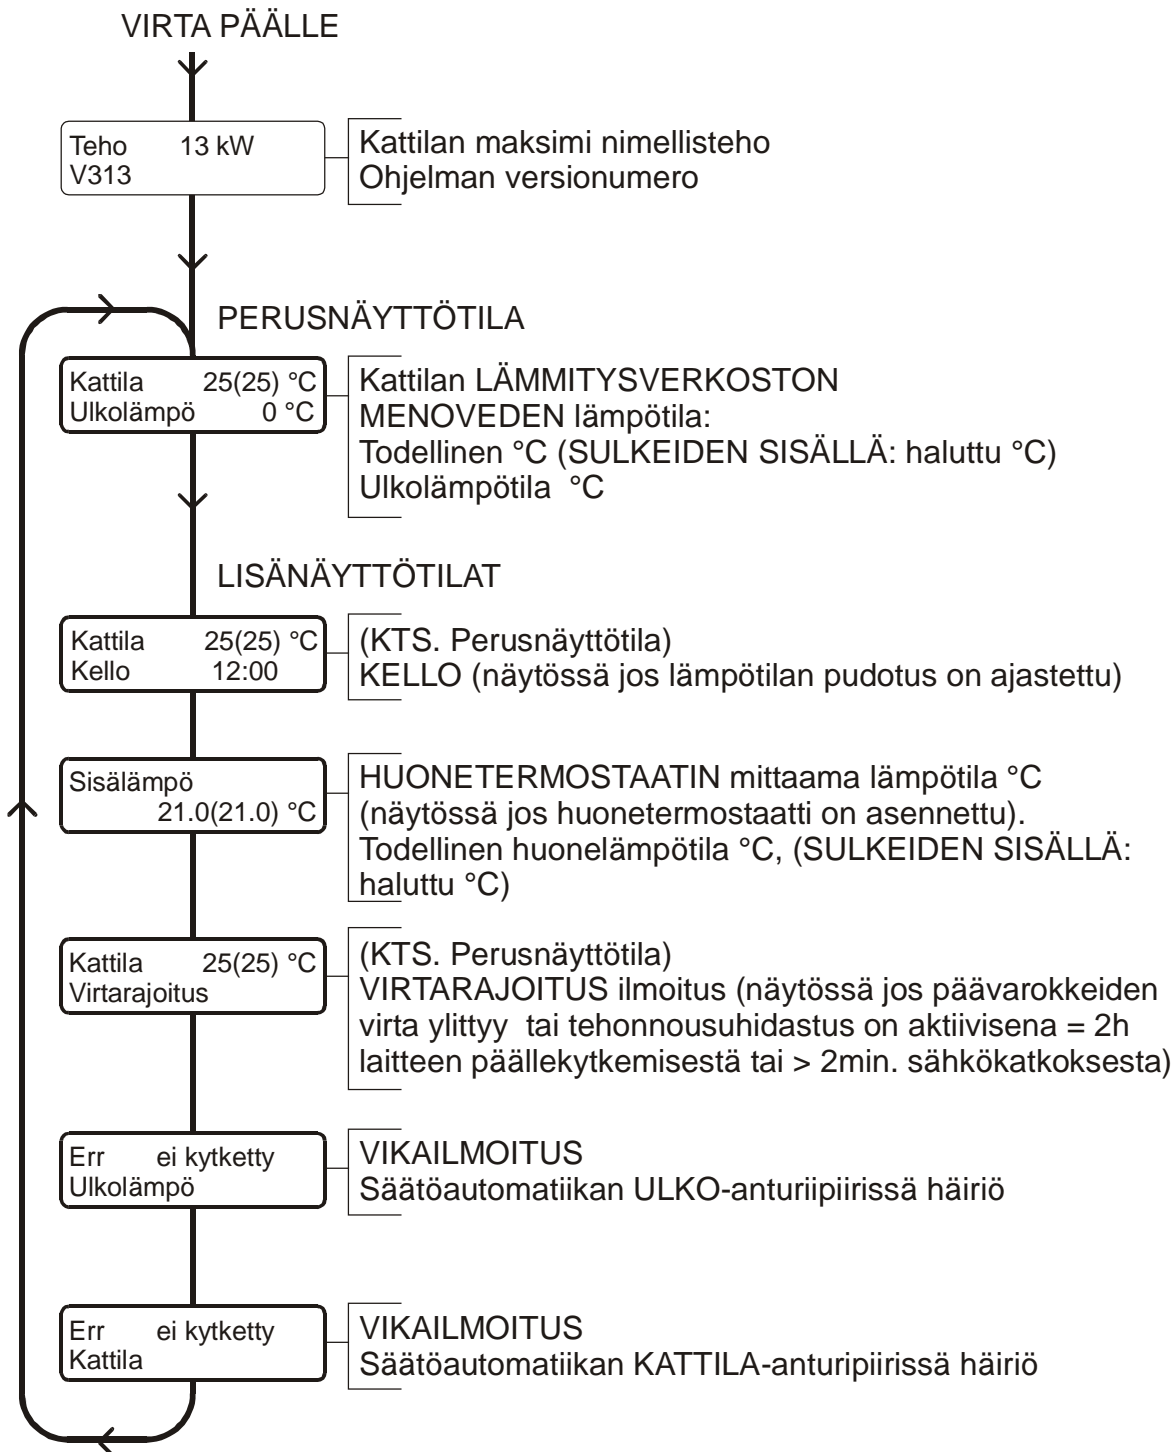 VIRTA PÄÄLLE
Teho 13 kW
V313
Kattilan maksimi nimellisteho
Ohjelman versionumero
PERUSNÄYTTÖTILA
Kattila 25(25) °C
Ulkolämpö 0 °C
Kattilan LÄMMITYSVERKOSTON
MENOVEDEN lämpötila:
Todellinen °C (SULKEIDEN SISÄLLÄ: haluttu °C)
Ulkolämpötila °C
LISÄNÄYTTÖTILAT
Kattila 25(25) °C
Kello 12:00
(KTS. Perusnäyttötila)
KELLO (näytössä jos lämpötilan pudotus on ajastettu)
Sisälämpö
21.0(21.0) °C
HUONETERMOSTAATIN mittaama lämpötila °C
(näytössä jos huonetermostaatti on asennettu).
Todellinen huonelämpötila °C, (SULKEIDEN SISÄLLÄ:
haluttu °C)
Kattila 25(25) °C
Virtarajoitus
(KTS. Perusnäyttötila)
VIRTARAJOITUS ilmoitus (näytössä jos päävarokkeiden
virta ylittyy tai tehonnousuhidastus on aktiivisena = 2h
laitteen päällekytkemisestä tai > 2min. sähkökatkoksesta)
Err ei kytketty
Ulkolämpö
VIKAILMOITUS
Säätöautomatiikan ULKO-anturiipiirissä häiriö
Err ei kytketty
Kattila
VIKAILMOITUS
Säätöautomatiikan KATTILA-anturipiirissä häiriö